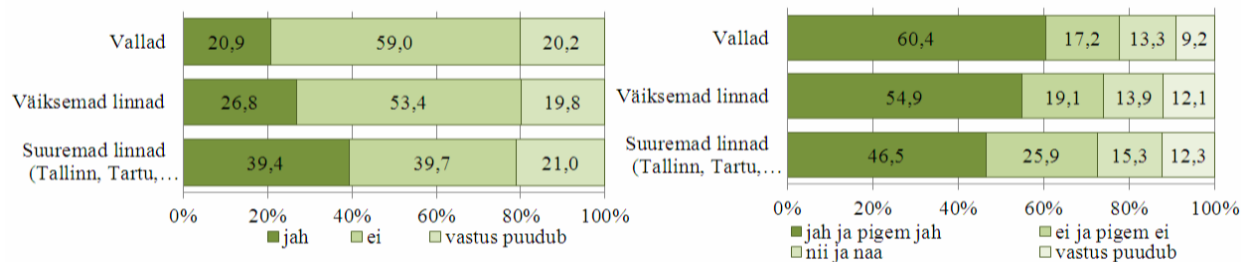 Vallad
20,9 59,0 20,2
Väiksemad linnad
26,8 53,4 19,8
Suuremad linnad
(Tallinn, Tartu,…
39,4 39,7 21,0
0% 20% 40% 60% 80% 100%
jah ei vastus puudub
Vallad
60,4 17,2 13,3 9,2
Väiksemad linnad
54,9 19,1 13,9 12,1
Suuremad linnad
(Tallinn, Tartu,…
46,5 25,9 15,3 12,3
0% 20% 40% 60% 80% 100%
jah ja pigem jah ei ja pigem ei
nii ja naa vastus puudub